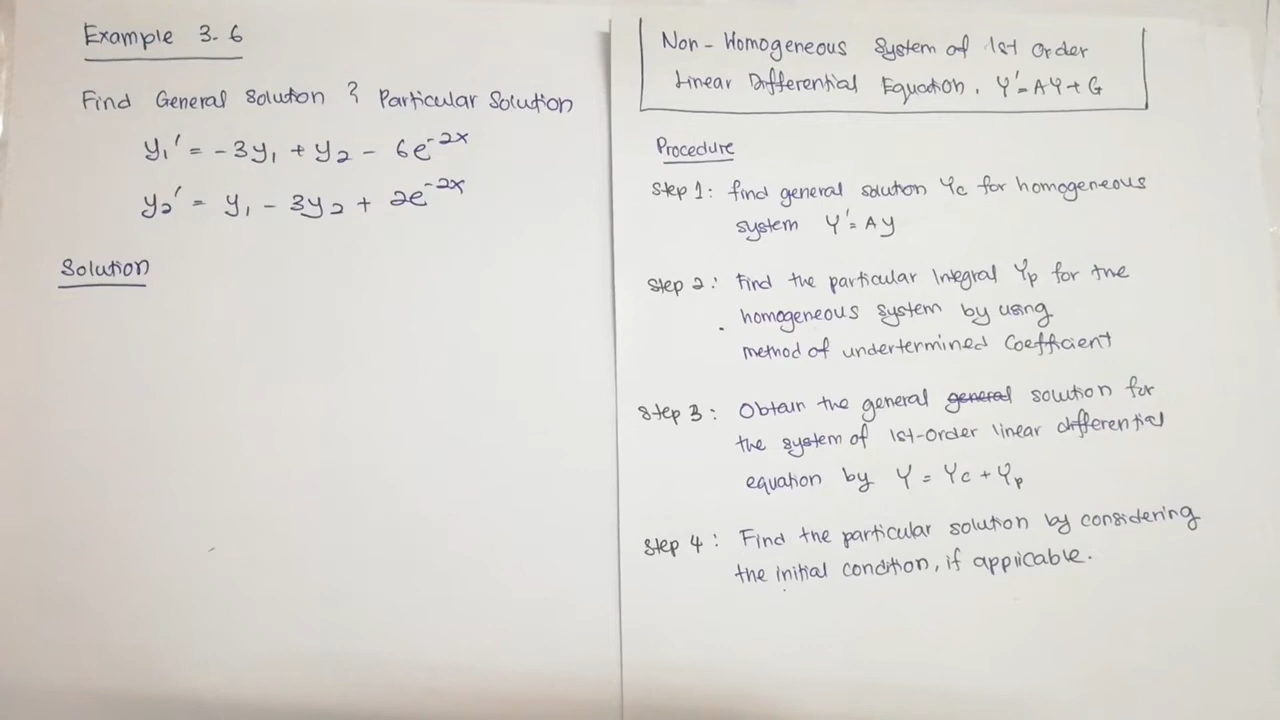 Example 3.6
Find General Solution & Particular Solution
y₁' = -3y₁ + y₂ - 6e⁻²ˣ
y₂' = y₁ - 3y₂ + 2e⁻²ˣ
Solution
Non-Homogeneous System of 1st Order
Linear Differential Equation, Y' = AY + G
Procedure
Step 1: find general solution Yc for homogeneous
system Y' = AY
Step 2: Find the particular Integral Yp for the
homogeneous system by using
method of undertermined Coefficient
Step 3: Obtain the general general solution for
the system of 1st-order linear differential
equation by Y = Yc + Yp
Step 4: Find the particular solution by considering
the initial condition, if applicable.